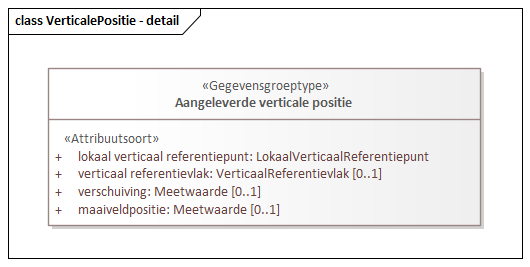 class VerticalePositie - detail
«Gegevensgroeptype»
Aangeleverde verticale positie
«Attribuutsoort»
+ lokaal verticaal referentiepunt: LokaalVerticaalReferentiepunt
+ verticaal referentievlak: VerticaalReferentievlak [0..1]
+ verschuiving: Meetwaarde [0..1]
+ maaiveldpositie: Meetwaarde [0..1]